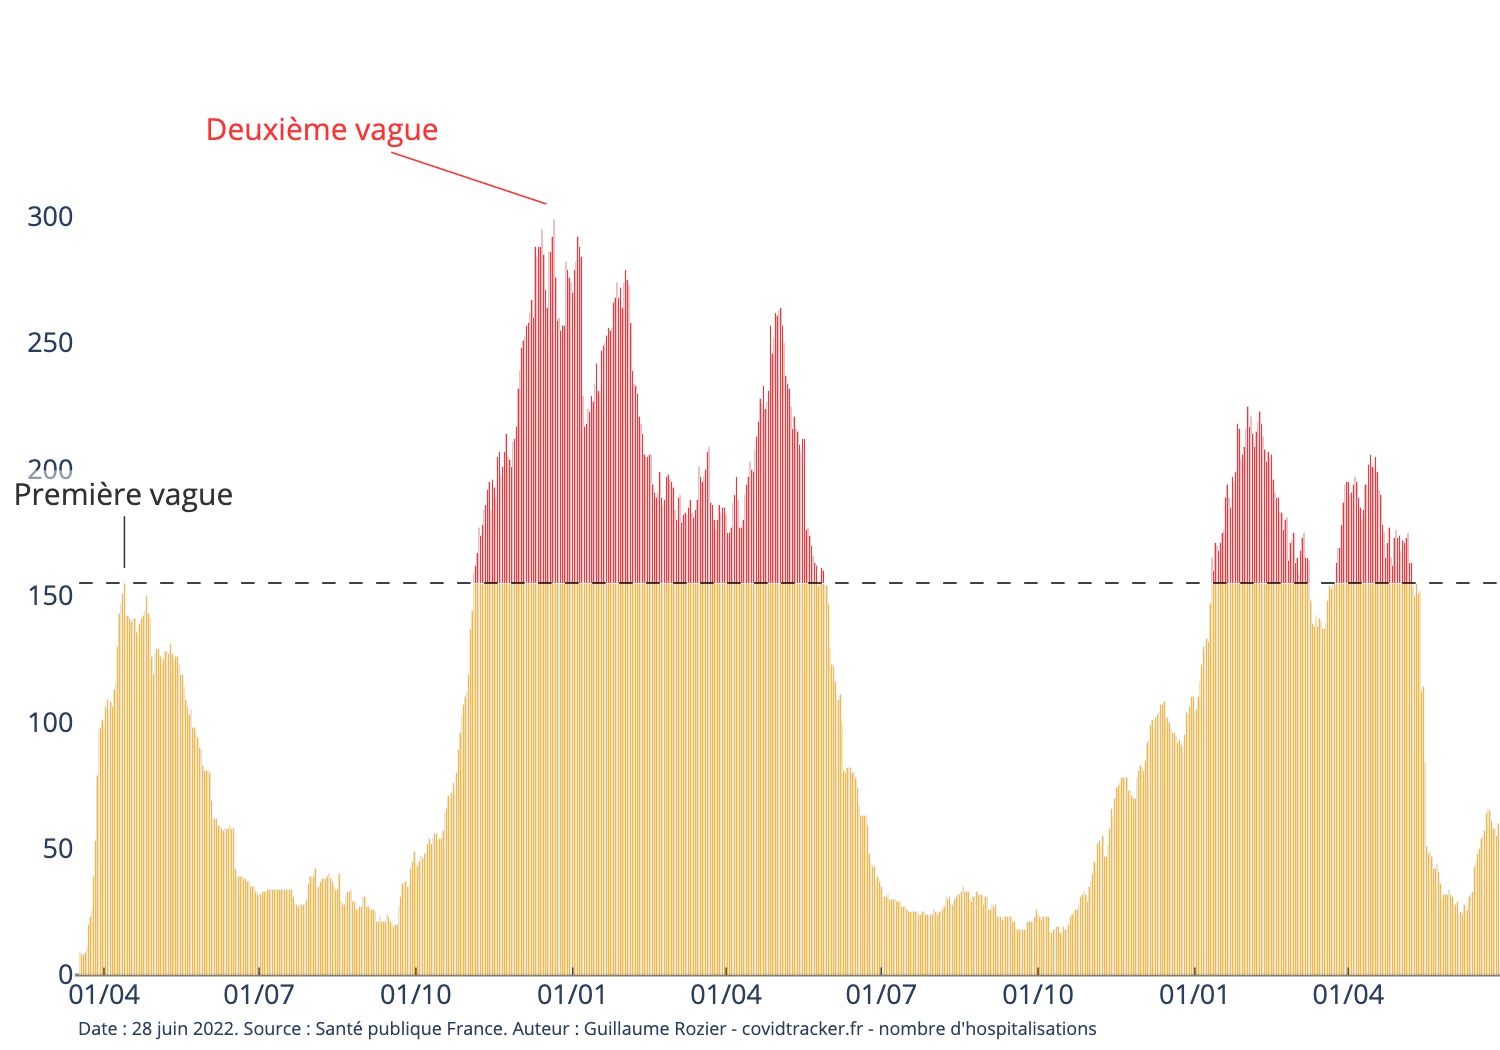 Deuxième vague
300
250
200
Première vague
150
100
50
0
01/04 01/07 01/10 01/01 01/04 01/07 01/10 01/01 01/04
Date : 28 juin 2022. Source : Santé publique France. Auteur : Guillaume Rozier - covidtracker.fr - nombre d'hospitalisations